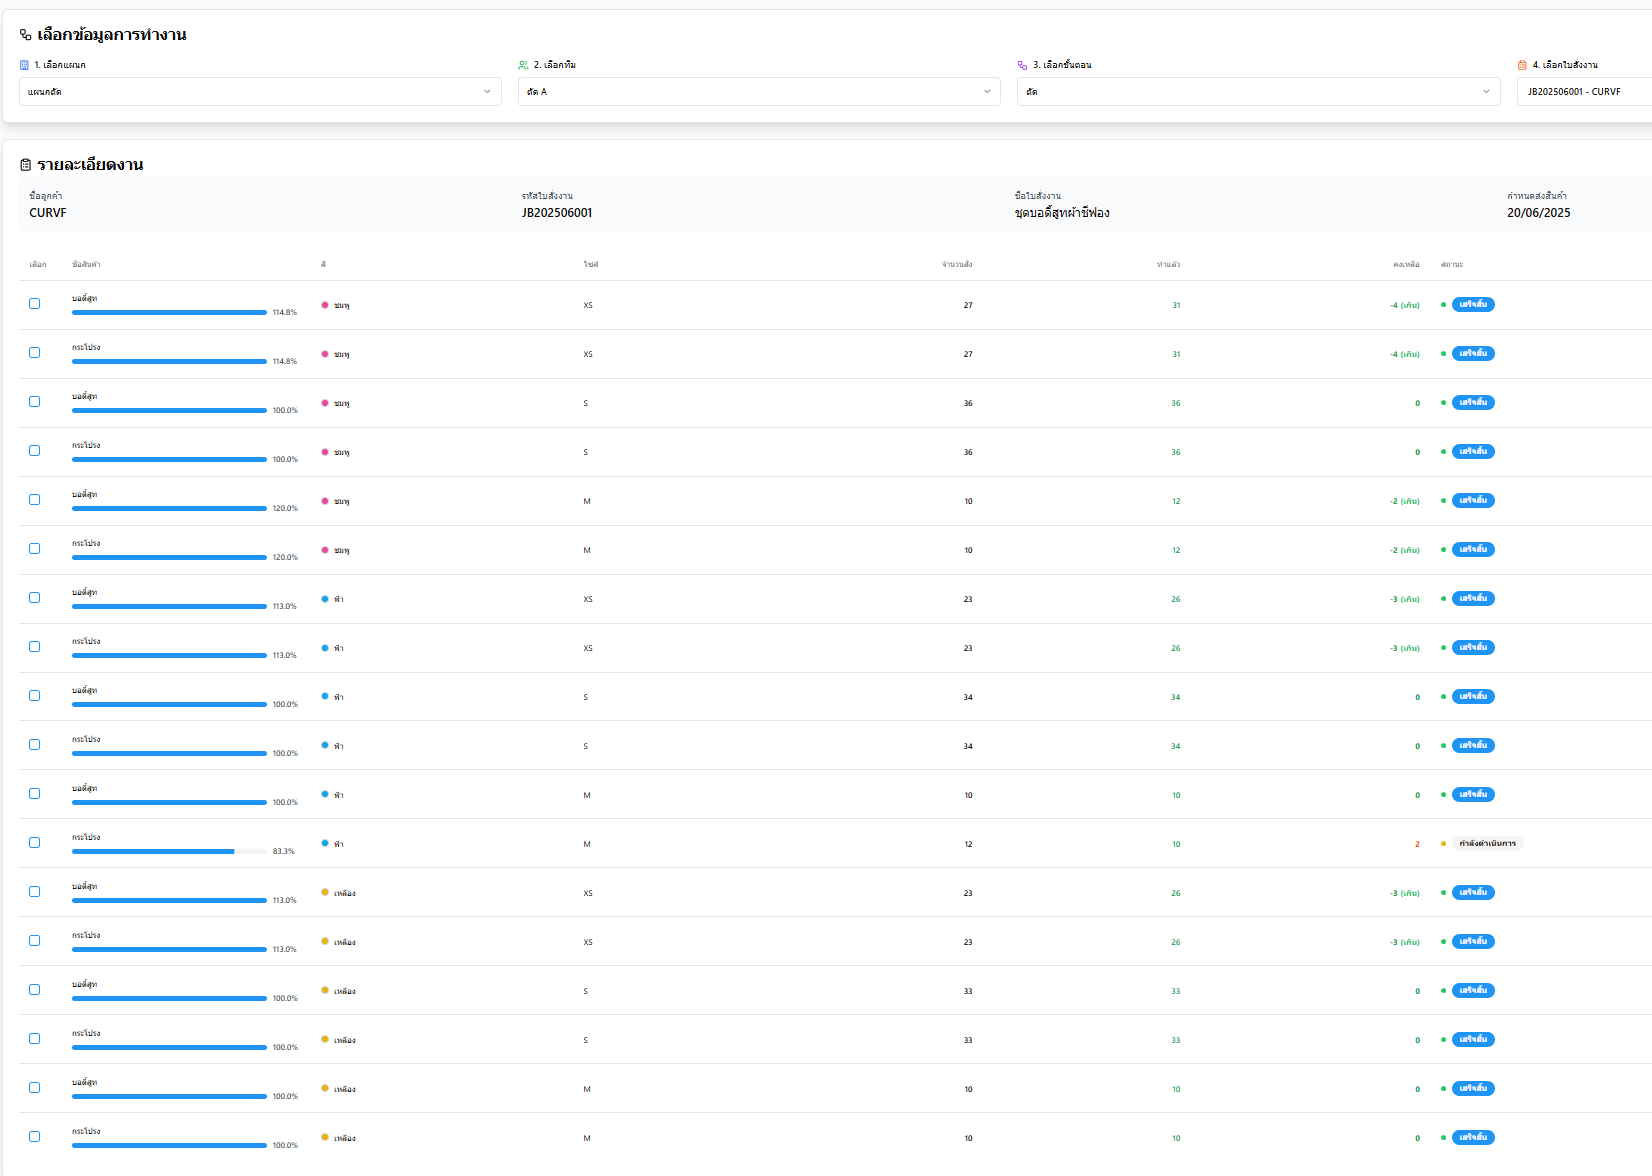 เลือกข้อมูลการทำงาน
1. เลือกแผนก 2. เลือกทีม 3. เลือกขั้นตอน 4. เลือกใบสั่งงาน
แผนกตัด ตัด A ตัด JB202506001 - CURVF
รายละเอียดงาน
ชื่อลูกค้า รหัสใบสั่งงาน ชื่อใบสั่งงาน กำหนดส่งสินค้า
CURVF JB202506001 ชุดบอดี้สูทผ้าชีฟอง 20/06/2025
เลือก ชื่อสินค้า สี ไซส์ จำนวนสั่ง ทำแล้ว คงเหลือ สถานะ
บอดี้สูท 114.8% ชมพู XS 27 31 -4 (เกิน) เสร็จสิ้น
กระโปรง 114.8% ชมพู XS 27 31 -4 (เกิน) เสร็จสิ้น
บอดี้สูท 100.0% ชมพู S 36 36 0 เสร็จสิ้น
กระโปรง 100.0% ชมพู S 36 36 0 เสร็จสิ้น
บอดี้สูท 120.0% ชมพู M 10 12 -2 (เกิน) เสร็จสิ้น
กระโปรง 120.0% ชมพู M 10 12 -2 (เกิน) เสร็จสิ้น
บอดี้สูท 113.0% ฟ้า XS 23 26 -3 (เกิน) เสร็จสิ้น
กระโปรง 113.0% ฟ้า XS 23 26 -3 (เกิน) เสร็จสิ้น
บอดี้สูท 100.0% ฟ้า S 34 34 0 เสร็จสิ้น
กระโปรง 100.0% ฟ้า S 34 34 0 เสร็จสิ้น
บอดี้สูท 100.0% ฟ้า M 10 10 0 เสร็จสิ้น
กระโปรง 83.3% ฟ้า M 12 10 2 กำลังดำเนินการ
บอดี้สูท 113.0% เหลือง XS 23 26 -3 (เกิน) เสร็จสิ้น
กระโปรง 113.0% เหลือง XS 23 26 -3 (เกิน) เสร็จสิ้น
บอดี้สูท 100.0% เหลือง S 33 33 0 เสร็จสิ้น
กระโปรง 100.0% เหลือง S 33 33 0 เสร็จสิ้น
บอดี้สูท 100.0% เหลือง M 10 10 0 เสร็จสิ้น
กระโปรง 100.0% เหลือง M 10 10 0 เสร็จสิ้น